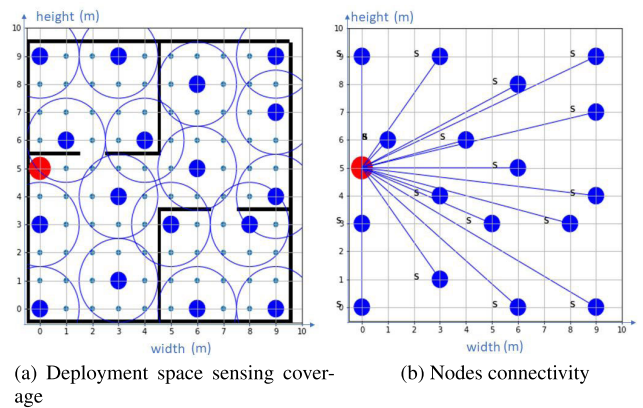 height (m)
10
9
8
7
6
5
4
3
2
1
0
0 1 2 3 4 5 6 7 8 9 10
width (m)
(a) Deployment space sensing cover-
age
height (m)
10
9
8
7
6
5
4
3
2
1
0
S S S
S
S
S S
S
S S
S S S
S
S S S
0 1 2 3 4 5 6 7 8 9 10
width (m)
(b) Nodes connectivity